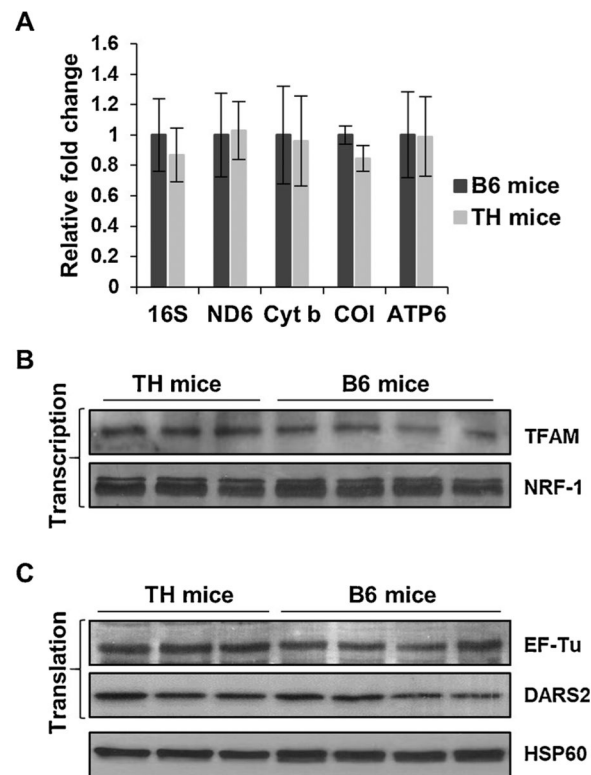 A
Relative fold change
1.6
1.4
1.2
1
0.8
0.6
0.4
0.2
0
16S ND6 Cyt b COI ATP6
B6 mice
TH mice
B
Transcription
TH mice B6 mice
TFAM
NRF-1
C
Translation
TH mice B6 mice
EF-Tu
DARS2
HSP60